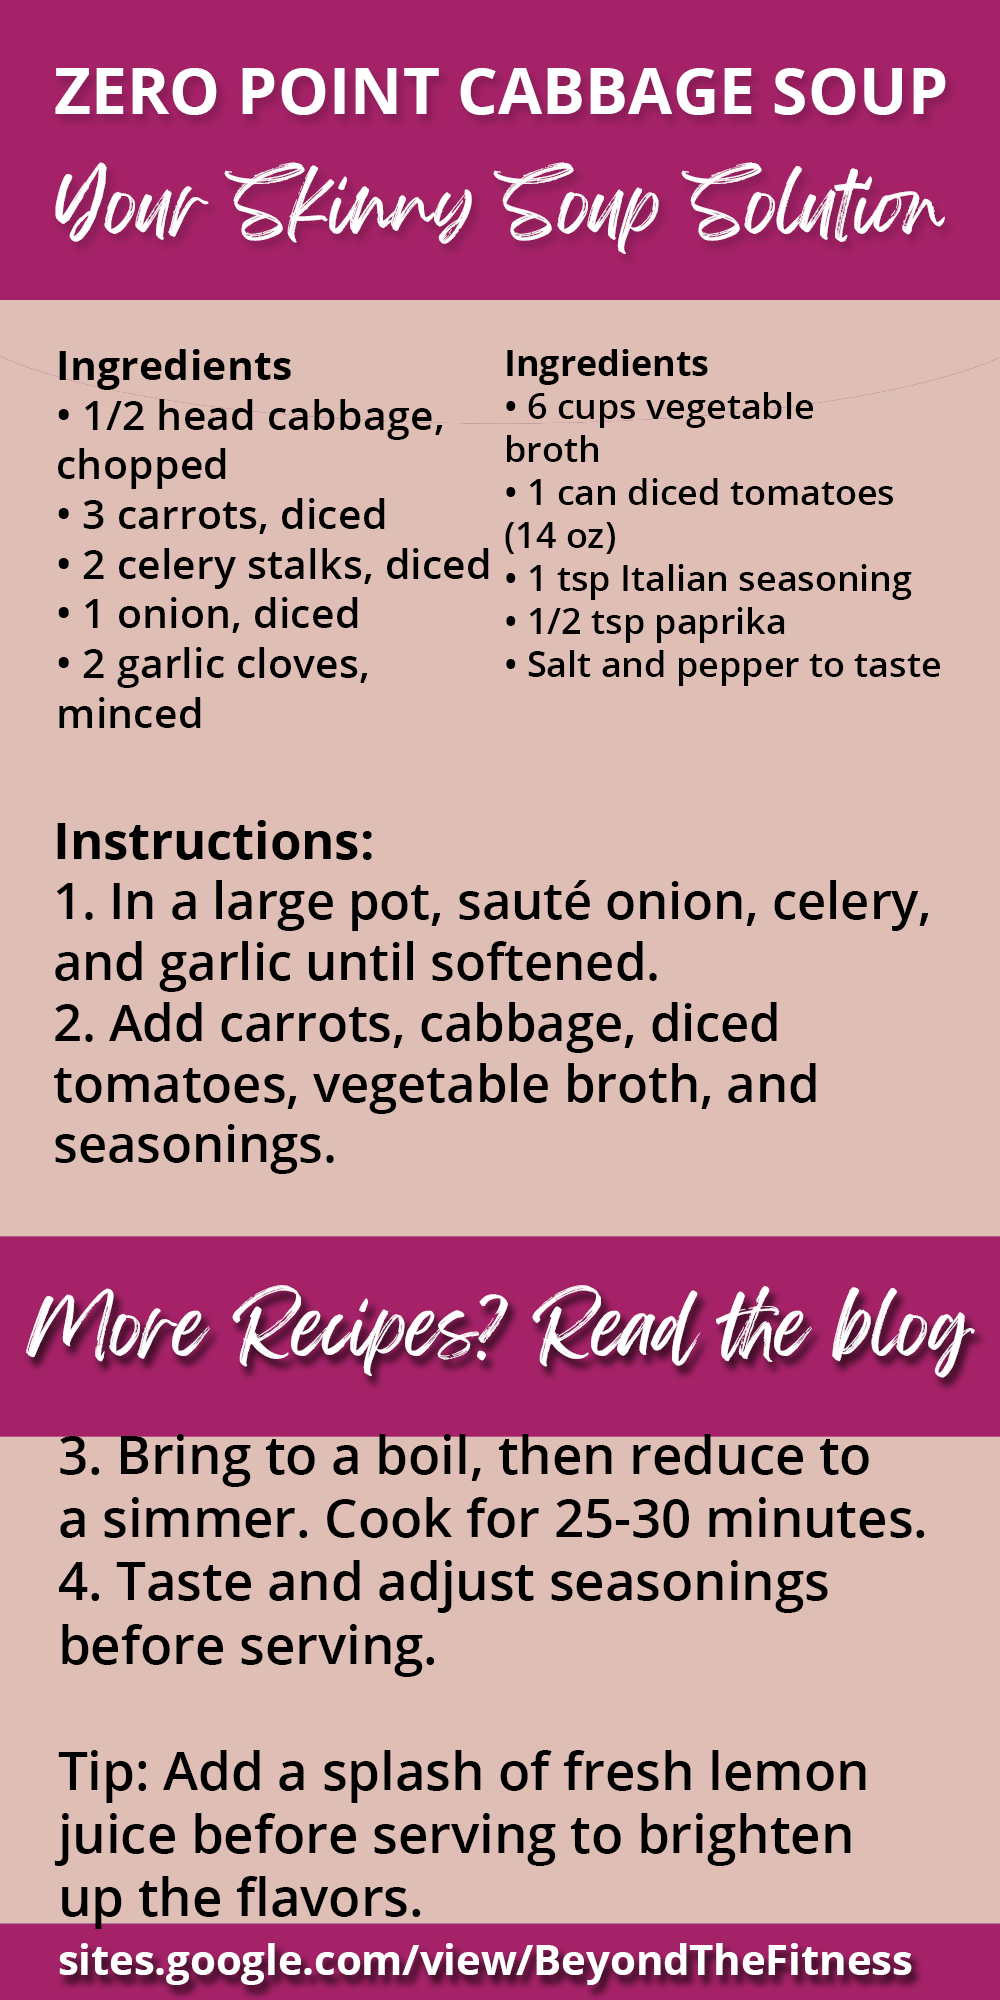 ZERO POINT CABBAGE SOUP
Your Skinny Soup Solution
Ingredients
• 1/2 head cabbage,
chopped
• 3 carrots, diced
• 2 celery stalks, diced
• 1 onion, diced
• 2 garlic cloves,
minced
Ingredients
• 6 cups vegetable
broth
• 1 can diced tomatoes
(14 oz)
• 1 tsp Italian seasoning
• 1/2 tsp paprika
• Salt and pepper to taste
Instructions:
1. In a large pot, sauté onion, celery,
and garlic until softened.
2. Add carrots, cabbage, diced
tomatoes, vegetable broth, and
seasonings.
More Recipes? Read the blog
3. Bring to a boil, then reduce to
a simmer. Cook for 25-30 minutes.
4. Taste and adjust seasonings
before serving.
Tip: Add a splash of fresh lemon
juice before serving to brighten
up the flavors.
sites.google.com/view/BeyondTheFitness